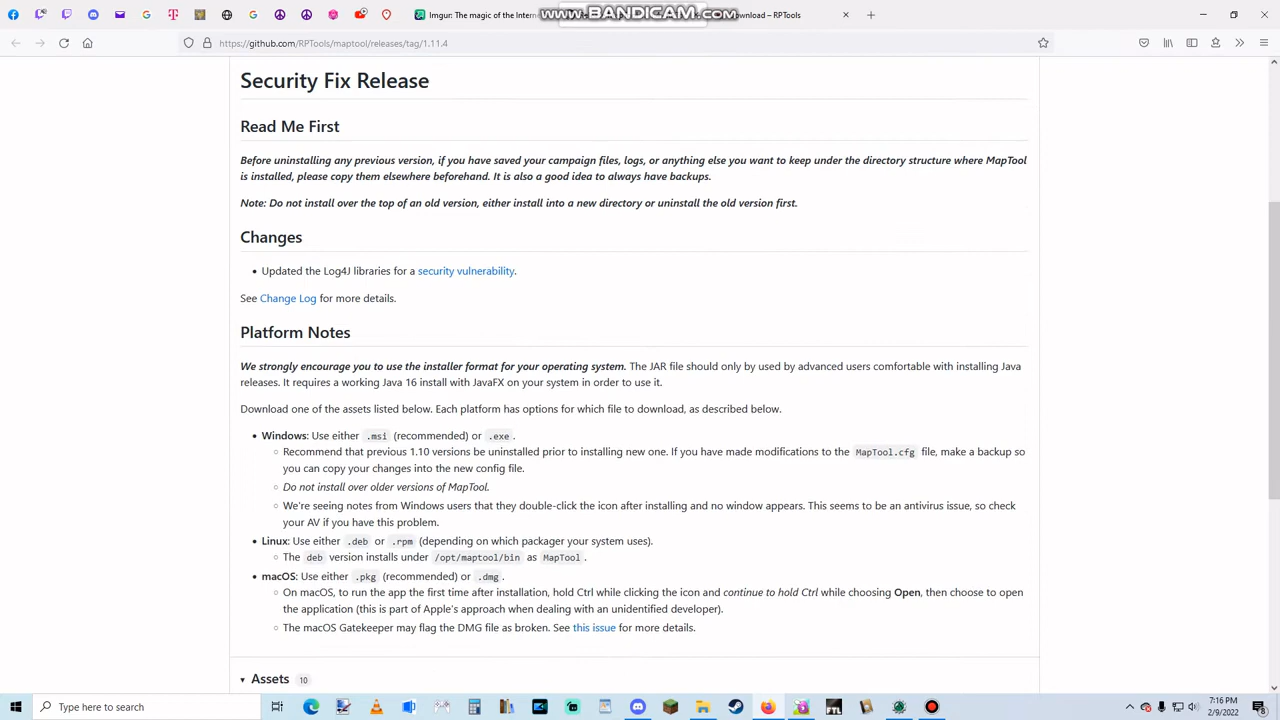 Imgur: The magic of the Intern
www.BANDICAM.com
Download – RPTools
https://github.com/RPTools/maptool/releases/tag/1.11.4
Security Fix Release
Read Me First
Before uninstalling any previous version, if you have saved your campaign files, logs, or anything else you want to keep under the directory structure where MapTool
is installed, please copy them elsewhere beforehand. It is also a good idea to always have backups.
Note: Do not install over the top of an old version, either install into a new directory or uninstall the old version first.
Changes
• Updated the Log4J libraries for a security vulnerability.
See Change Log for more details.
Platform Notes
We strongly encourage you to use the installer format for your operating system. The JAR file should only by used by advanced users comfortable with installing Java
releases. It requires a working Java 16 install with JavaFX on your system in order to use it.
Download one of the assets listed below. Each platform has options for which file to download, as described below.
• Windows: Use either .msi (recommended) or .exe.
◦ Recommend that previous 1.10 versions be uninstalled prior to installing new one. If you have made modifications to the MapTool.cfg file, make a backup so
you can copy your changes into the new config file.
◦ Do not install over older versions of MapTool.
◦ We're seeing notes from Windows users that they double-click the icon after installing and no window appears. This seems to be an antivirus issue, so check
your AV if you have this problem.
• Linux: Use either .deb or .rpm (depending on which packager your system uses).
◦ The deb version installs under /opt/maptool/bin as MapTool.
• macOS: Use either .pkg (recommended) or .dmg.
◦ On macOS, to run the app the first time after installation, hold Ctrl while clicking the icon and continue to hold Ctrl while choosing Open, then choose to open
the application (this is part of Apple's approach when dealing with an unidentified developer).
◦ The macOS Gatekeeper may flag the DMG file as broken. See this issue for more details.
Assets 10
Type here to search
FTL
7:16 PM
2/9/2022